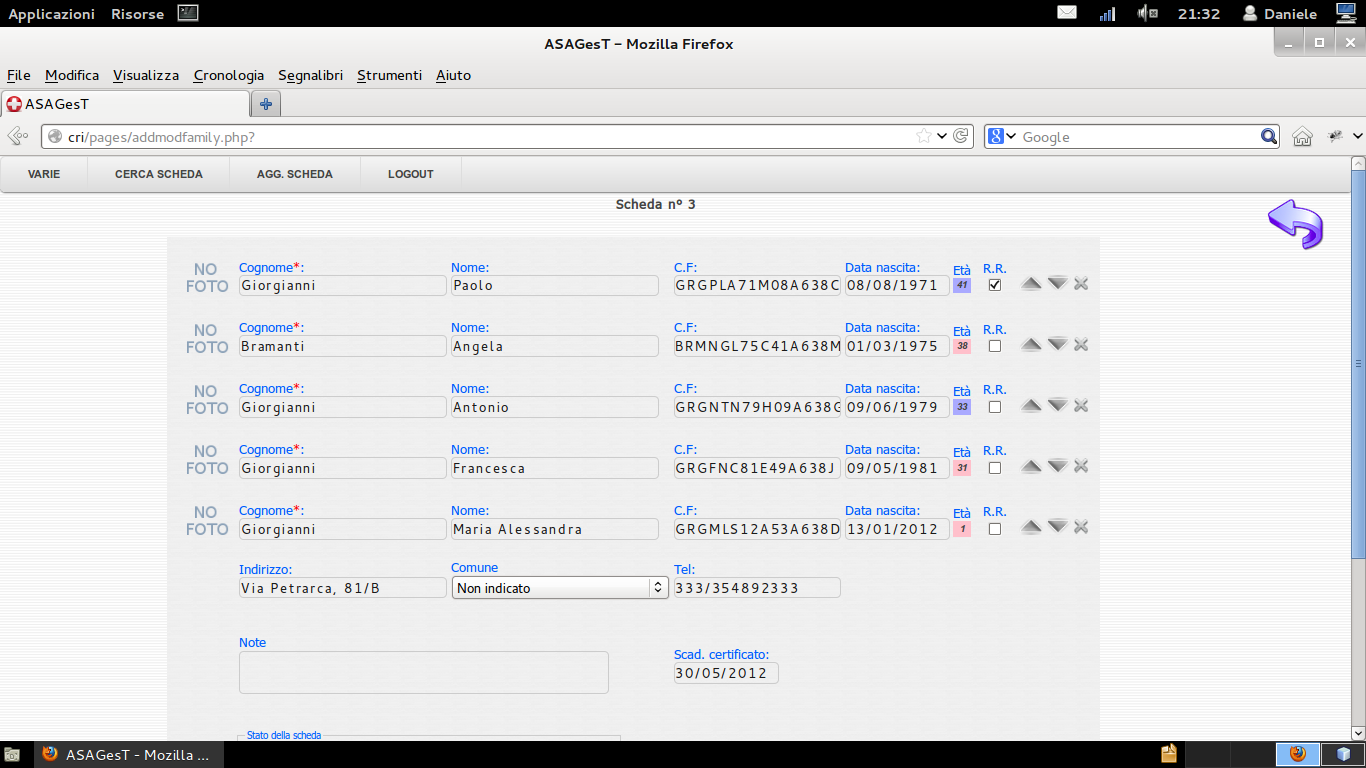 Applicazioni Risorse 21:32 Daniele
ASAGesT - Mozilla Firefox
File Modifica Visualizza Cronologia Segnalibri Strumenti Aiuto
ASAGesT
cri/pages/addmodfamily.php? Google
VARIE CERCA SCHEDA AGG. SCHEDA LOGOUT
Scheda n° 3
NO FOTO Cognome*: Nome: C.F: Data nascita: Età R.R.
Giorgianni Paolo GRGPLA71M08A638C 08/08/1971 41
NO FOTO Cognome*: Nome: C.F: Data nascita: Età R.R.
Bramanti Angela BRMNGL75C41A638M 01/03/1975 38
NO FOTO Cognome*: Nome: C.F: Data nascita: Età R.R.
Giorgianni Antonio GRGNTN79H09A638G 09/06/1979 33
NO FOTO Cognome*: Nome: C.F: Data nascita: Età R.R.
Giorgianni Francesca GRGFNC81E49A638J 09/05/1981 31
NO FOTO Cognome*: Nome: C.F: Data nascita: Età R.R.
Giorgianni Maria Alessandra GRGMLS12A53A638D 13/01/2012 1
Indirizzo: Comune Tel:
Via Petrarca, 81/B Non indicato 333/354892333
Note
Scad. certificato:
30/05/2012
Stato della scheda
ASAGesT - Mozilla ...